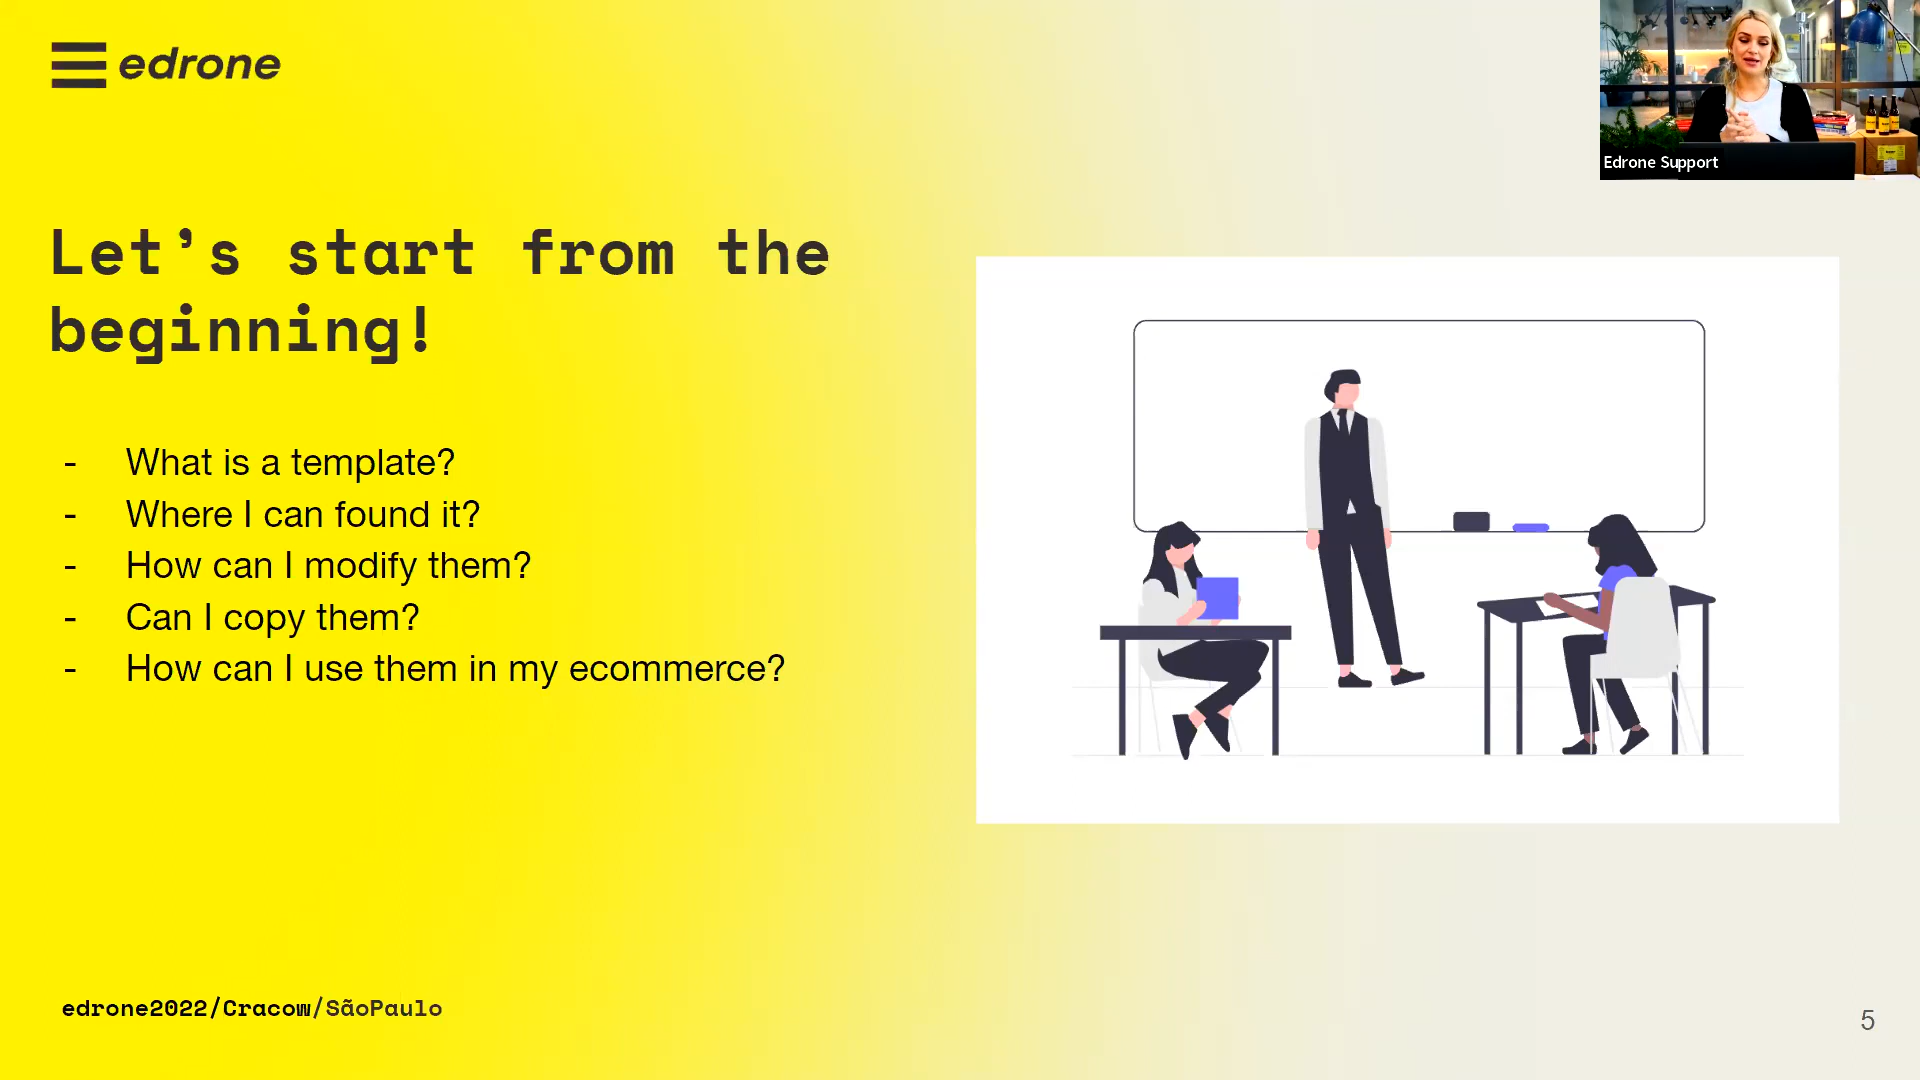 edrone
Edrone Support
Let’s start from the
beginning!
- What is a template?
- Where I can found it?
- How can I modify them?
- Can I copy them?
- How can I use them in my ecommerce?
edrone2022/Cracow/SãoPaulo
5